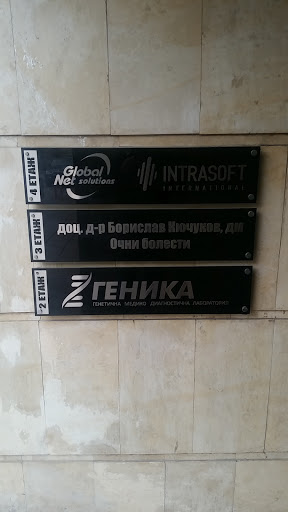 4 ЕТАЖ
Global
Net solutions
INTRASOFT
INTERNATIONAL
3 ЕТАЖ
доц. д-р Борислав Кючуков, дм
Очни болести
2 ЕТАЖ
ГЕНИКА
ГЕНЕТИЧНА МЕДИКО ДИАГНОСТИЧНА ЛАБОРАТОРИЯ